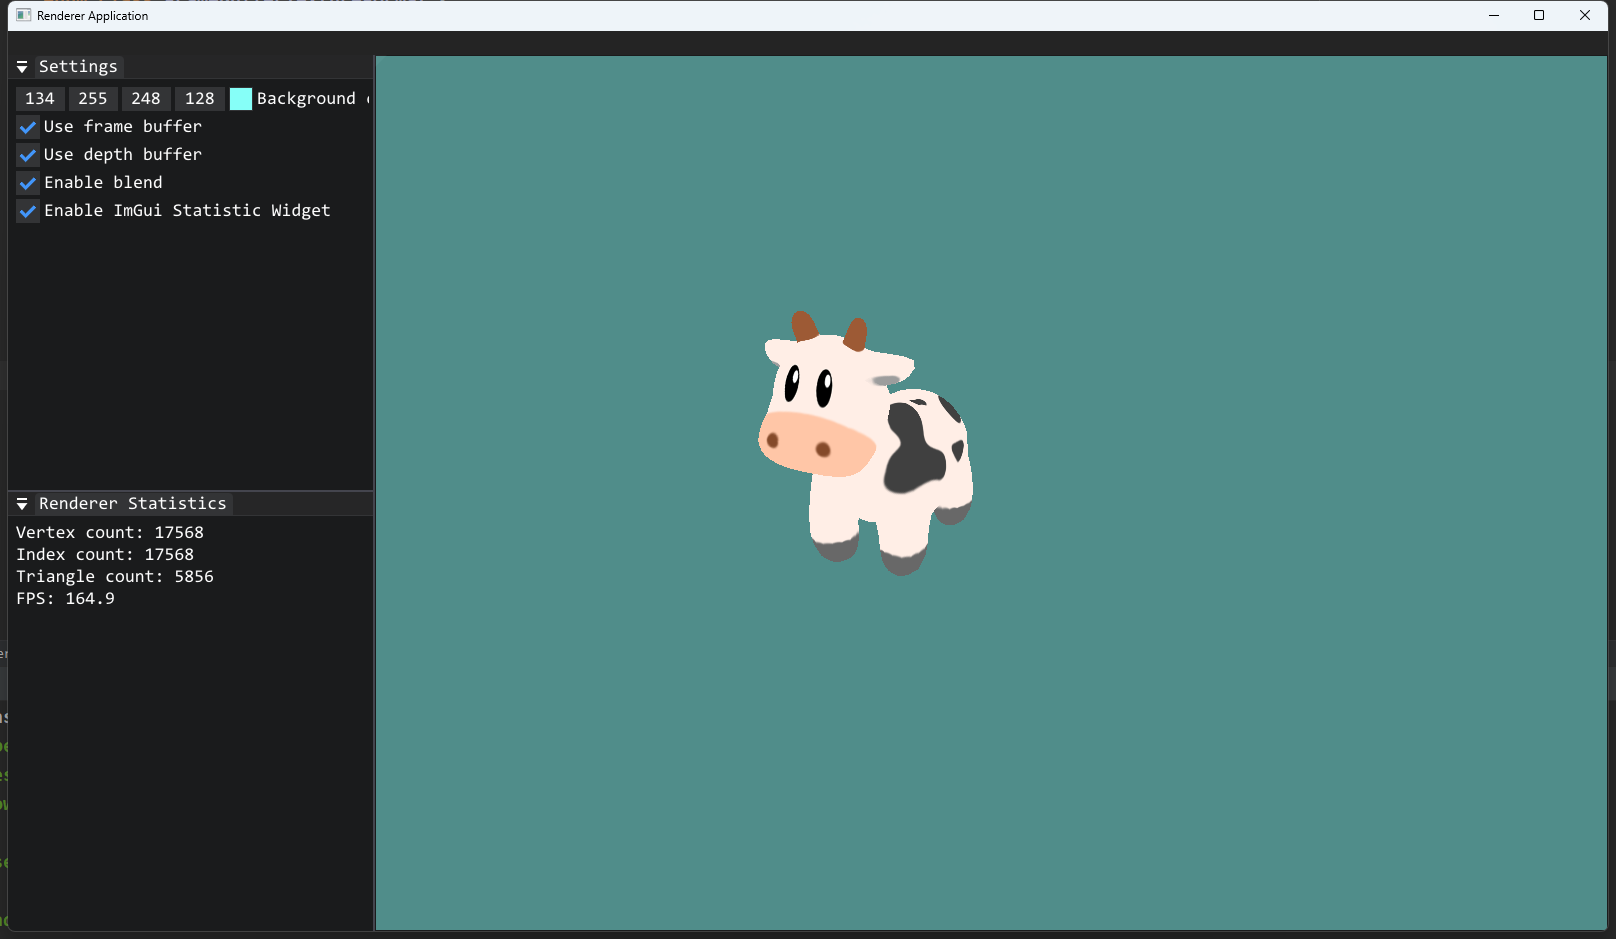 Renderer Application
Settings
134 255 248 128 Background
Use frame buffer
Use depth buffer
Enable blend
Enable ImGui Statistic Widget
Renderer Statistics
Vertex count: 17568
Index count: 17568
Triangle count: 5856
FPS: 164.9